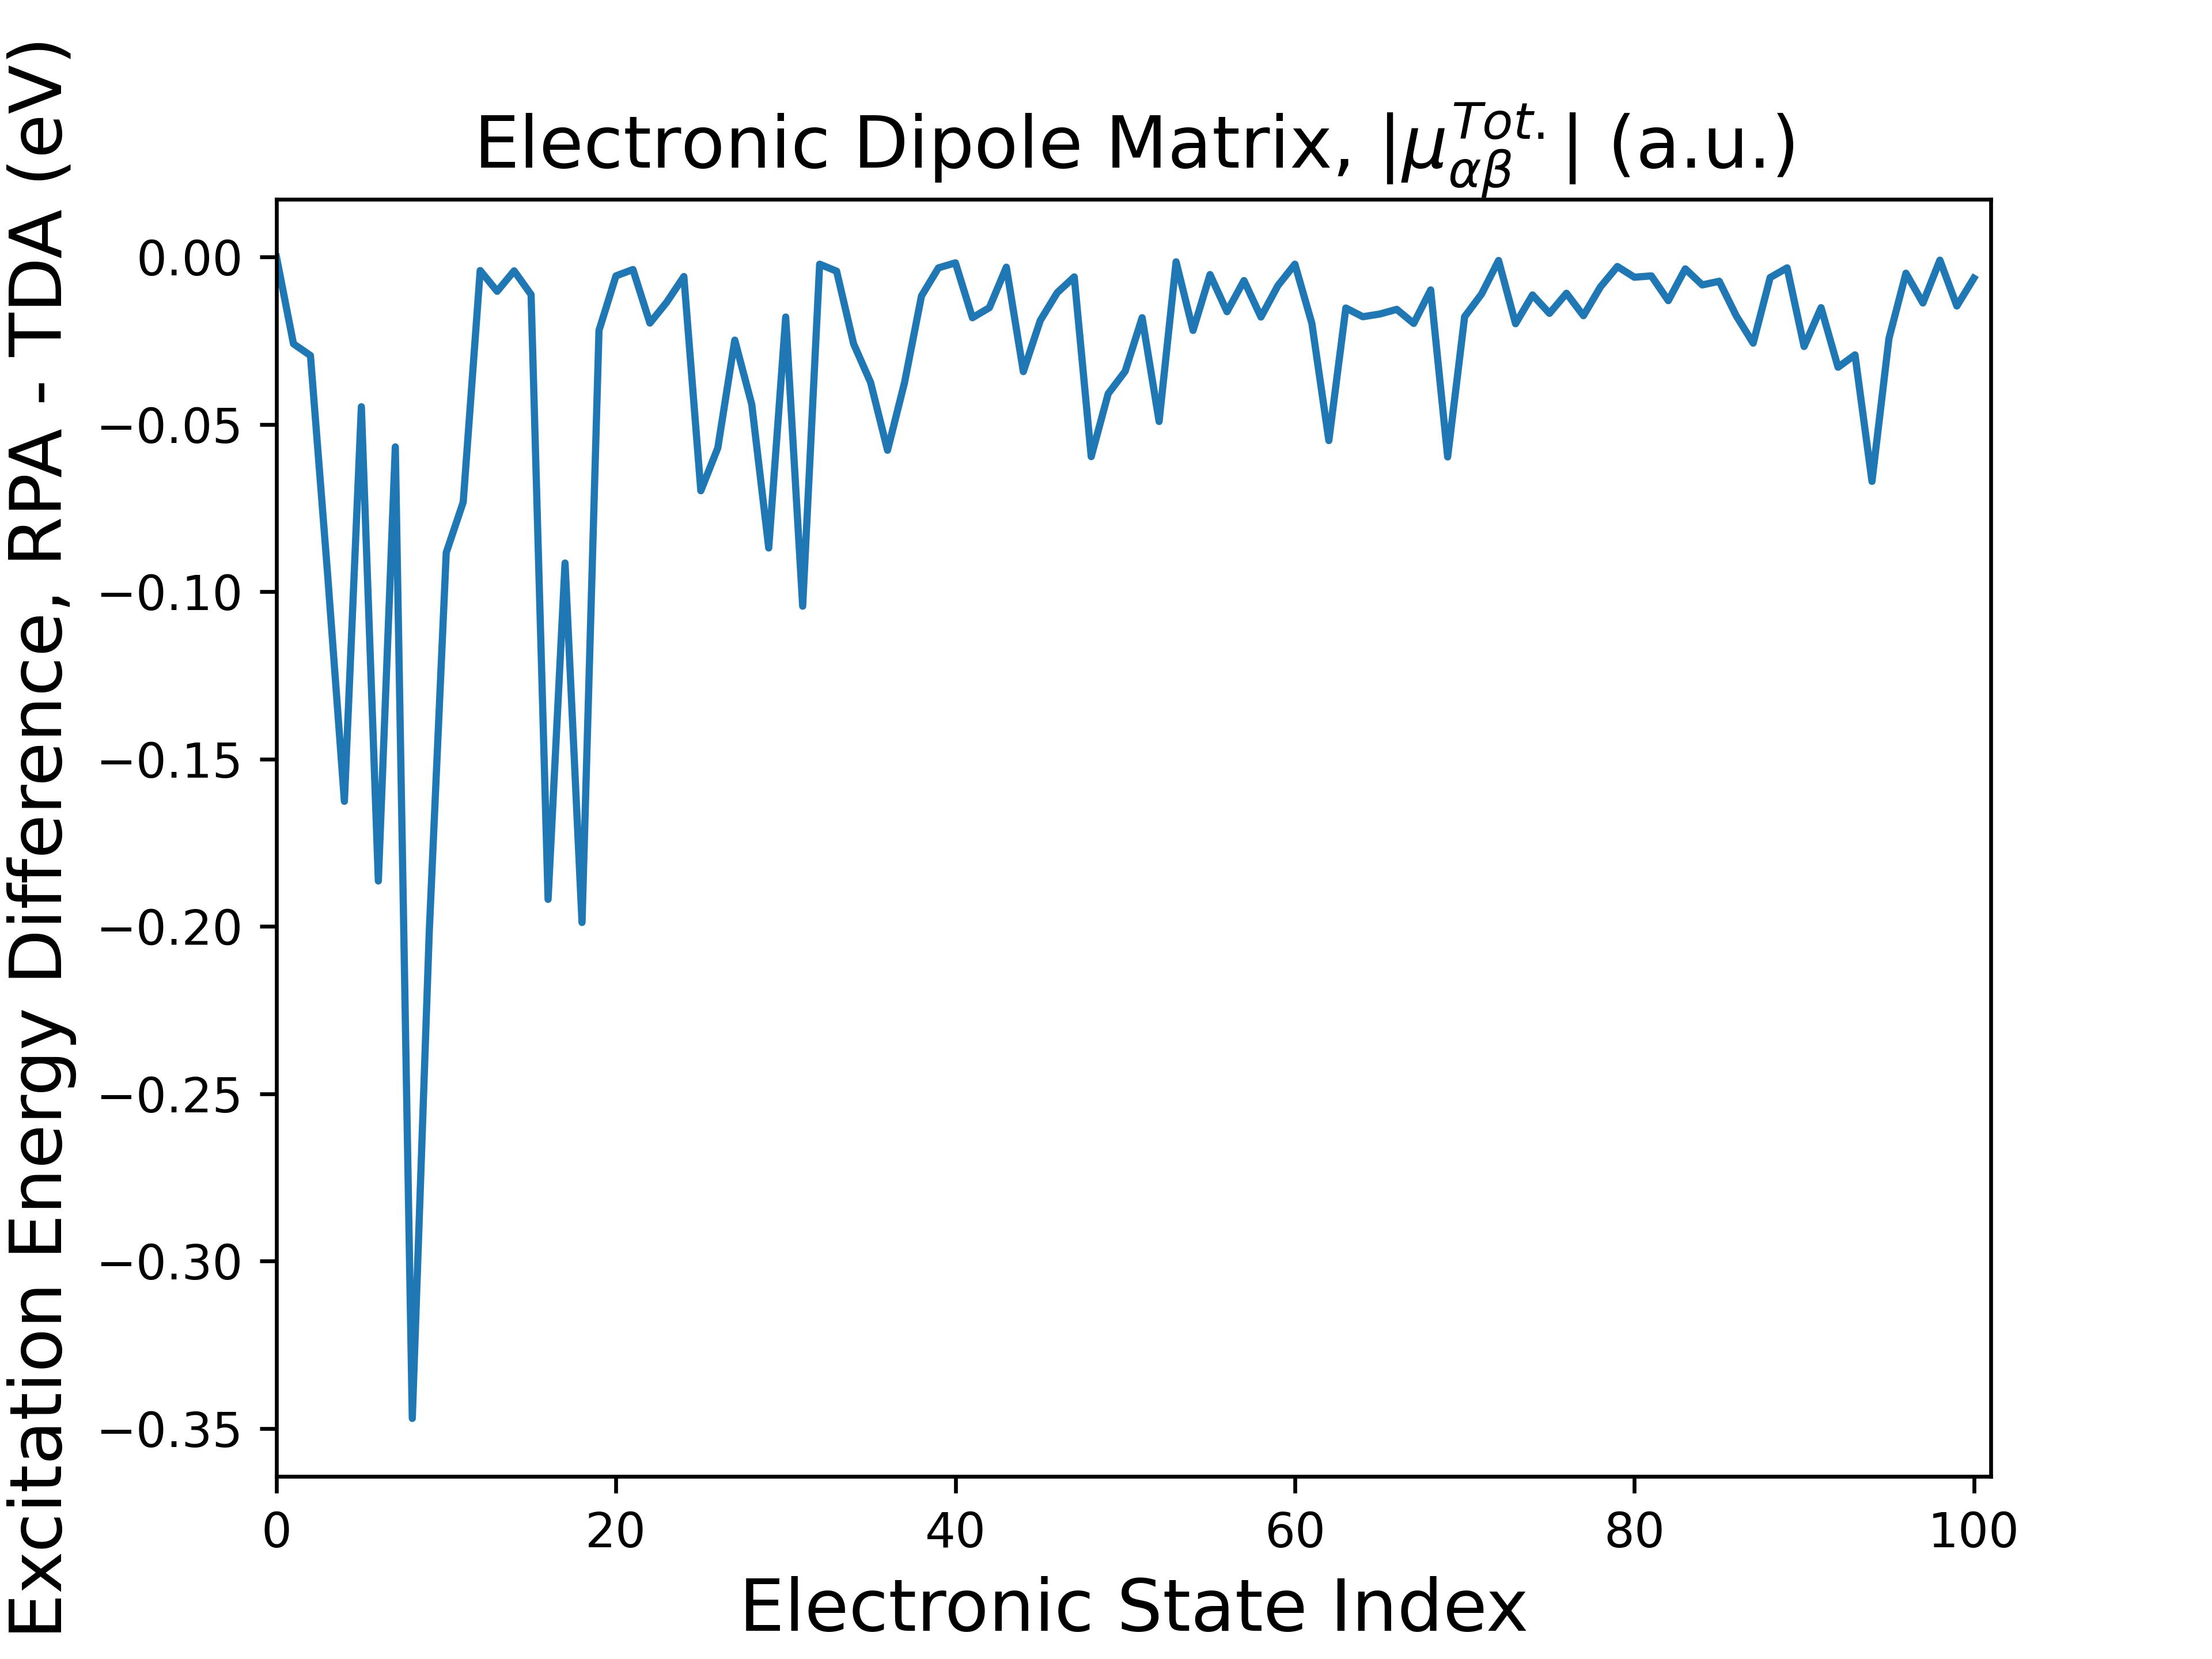 Electronic Dipole Matrix, |μ_{αβ}^{Tot.}| (a.u.)
Excitation Energy Difference, RPA - TDA (eV)
0.00
−0.05
−0.10
−0.15
−0.20
−0.25
−0.30
−0.35
0 20 40 60 80 100
Electronic State Index